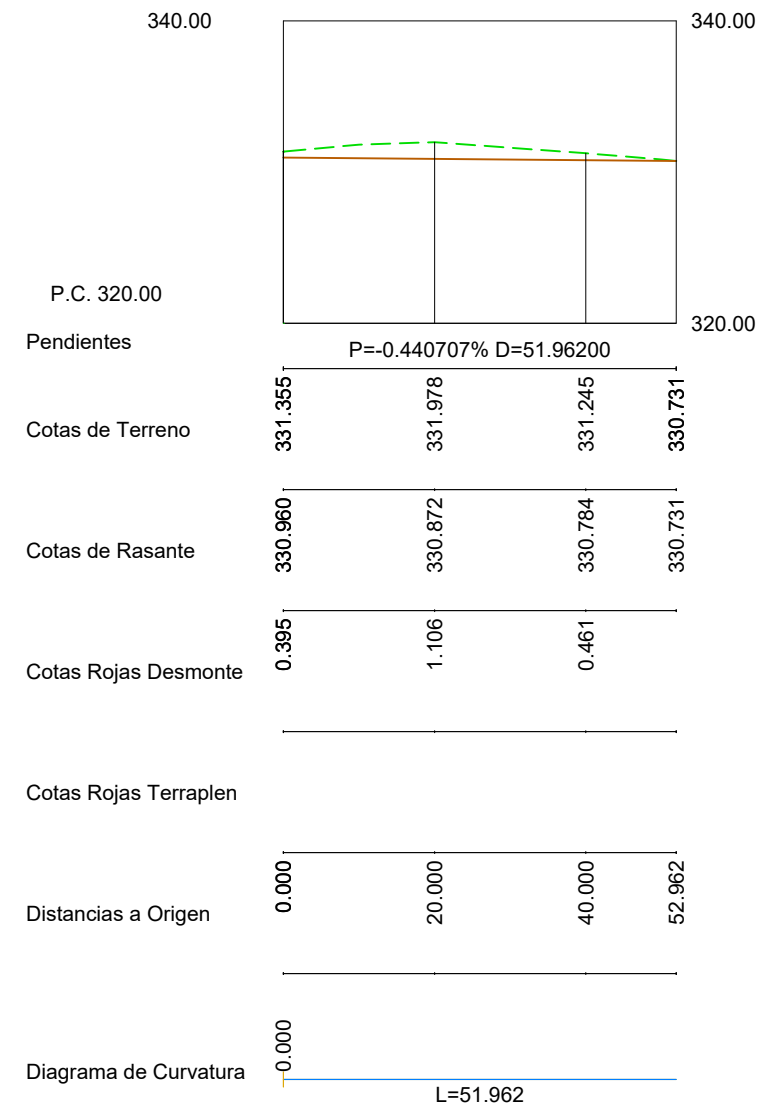 340.00 340.00
P.C. 320.00
320.00
Pendientes P=-0.440707% D=51.96200
Cotas de Terreno 331.355 331.978 331.245 330.731
Cotas de Rasante 330.960 330.872 330.784 330.731
Cotas Rojas Desmonte 0.395 1.106 0.461
Cotas Rojas Terraplen
Distancias a Origen 0.000 20.000 40.000 52.962
Diagrama de Curvatura 0.000
L=51.962